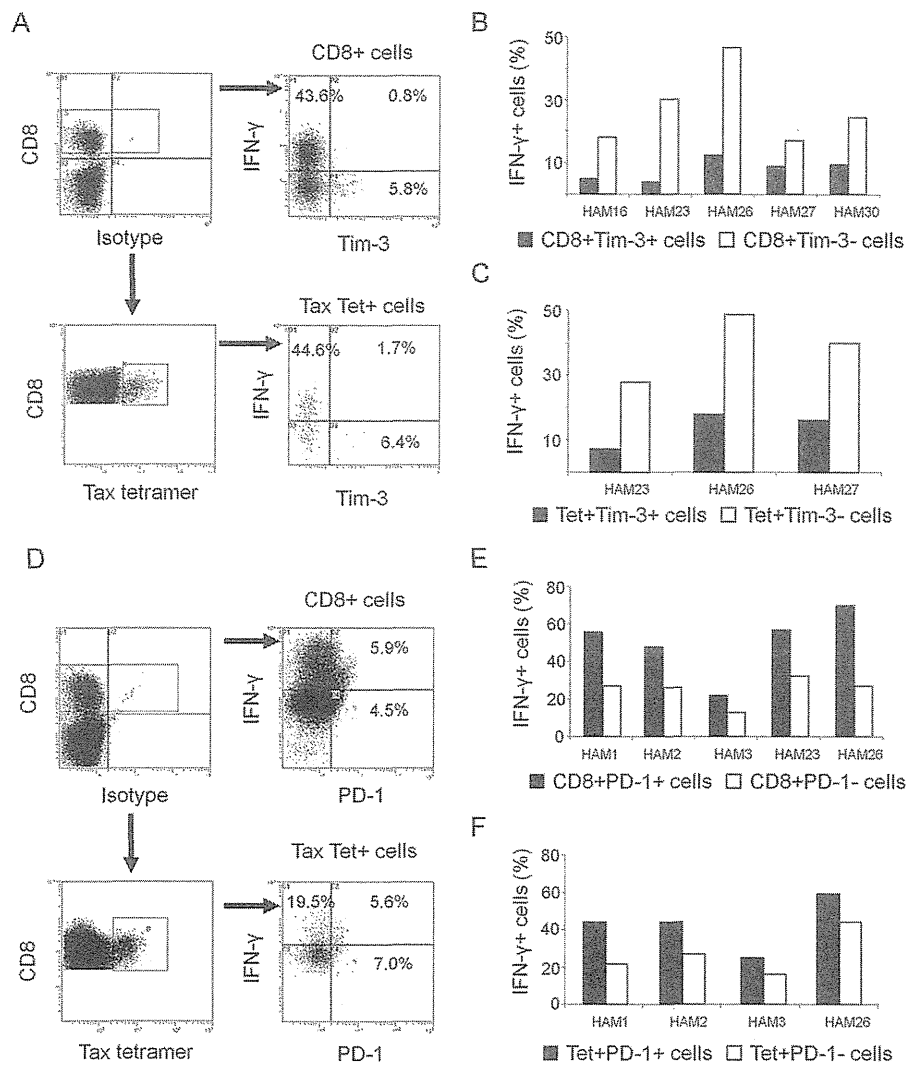 A
CD8+ cells
43.6% 0.8%
5.8%
CD8
IFN-γ
Isotype
Tim-3
Tax Tet+ cells
44.6% 1.7%
6.4%
CD8
IFN-γ
Tax tetramer
Tim-3
B
IFN-γ+ cells (%)
50
30
10
HAM16 HAM23 HAM26 HAM27 HAM30
CD8+Tim-3+ cells CD8+Tim-3- cells
C
IFN-γ+ cells (%)
50
30
10
HAM23 HAM26 HAM27
Tet+Tim-3+ cells Tet+Tim-3- cells
D
CD8+ cells
5.9%
4.5%
CD8
IFN-γ
Isotype
PD-1
Tax Tet+ cells
19.5% 5.6%
7.0%
CD8
IFN-γ
Tax tetramer
PD-1
E
IFN-γ+ cells (%)
80
60
40
20
0
HAM1 HAM2 HAM3 HAM23 HAM26
CD8+PD-1+ cells CD8+PD-1- cells
F
IFN-γ+ cells (%)
80
60
40
20
0
HAM1 HAM2 HAM3 HAM26
Tet+PD-1+ cells Tet+PD-1- cells